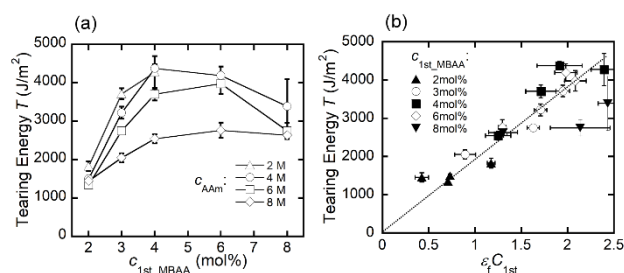 (a)
Tearing Energy T (J/m²)
5000
4000
3000
2000
1000
0
2 3 4 5 6 7 8
c1st_MBAA (mol%)
cAAm:
2 M
4 M
6 M
8 M
(b)
Tearing Energy T (J/m²)
5000
4000
3000
2000
1000
0
0 0.5 1 1.5 2 2.5
εfC1st
c1st_MBAA:
2mol%
3mol%
4mol%
6mol%
8mol%